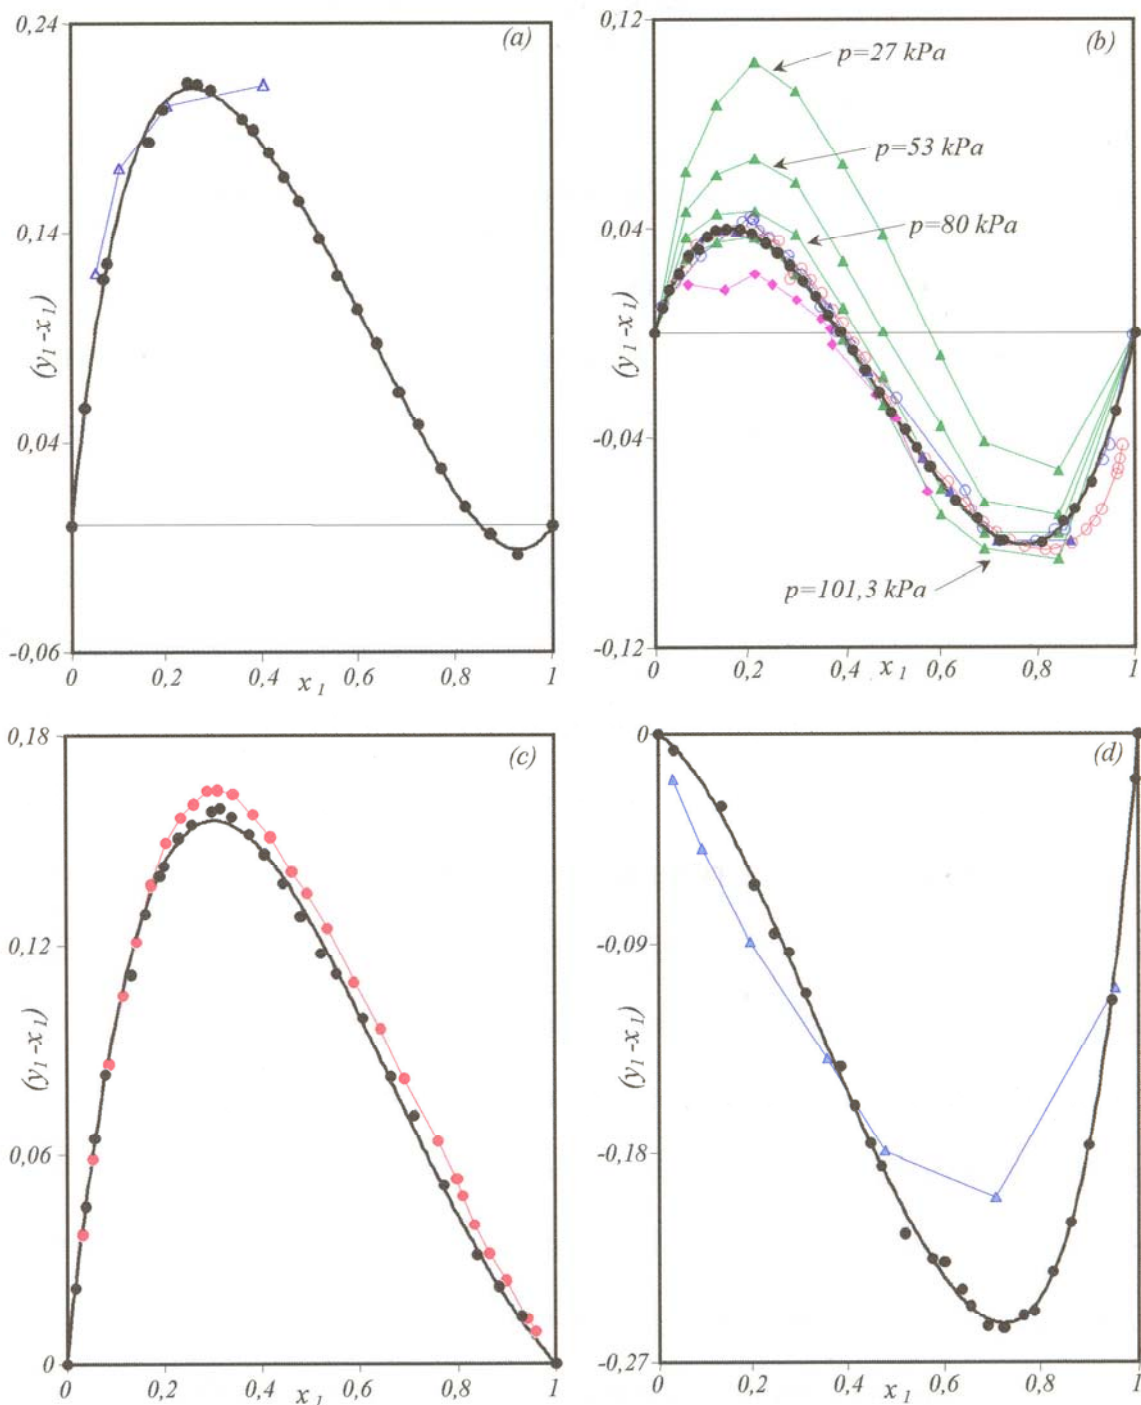 0,24
(a)
0,14
(y₁-x₁)
0,04
-0,06
0
0,2
0,4
x₁
0,6
0,8
1
0,12
(b)
p=27 kPa
p=53 kPa
0,04
p=80 kPa
(y₁-x₁)
-0,04
p=101,3 kPa
-0,12
0
0,2
0,4
x₁
0,6
0,8
1
0,18
(c)
0,12
(y₁-x₁)
0,06
0
0
0,2
0,4
x₁
0,6
0,8
1
0
(d)
-0,09
(y₁-x₁)
-0,18
-0,27
0
0,2
0,4
x₁
0,6
0,8
1